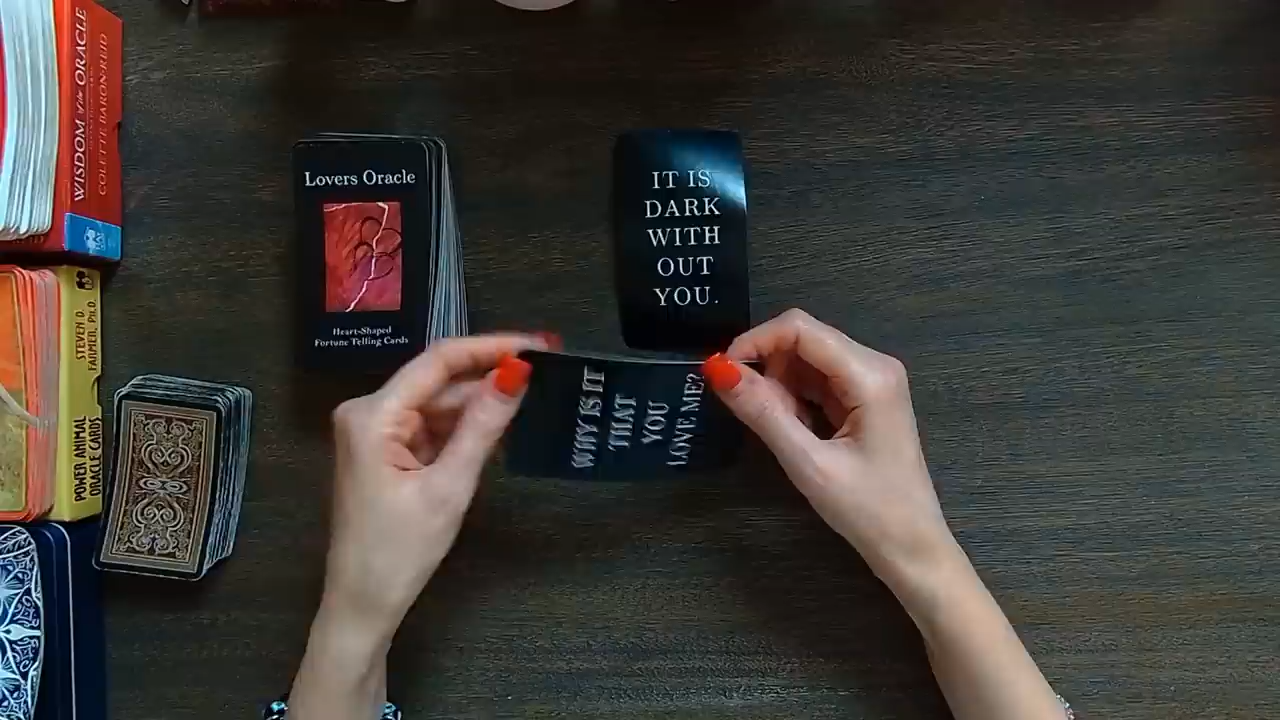 WISDOM of the ORACLE
COLETTE BARON-REID
Lovers Oracle
Heart-Shaped
Fortune Telling Cards
IT IS
DARK
WITH
OUT
YOU.
WHY IS IT
THAT
YOU
LOVE ME?
STEVEN D.
FARMER, PH.D.
POWER ANIMAL
ORACLE CARDS